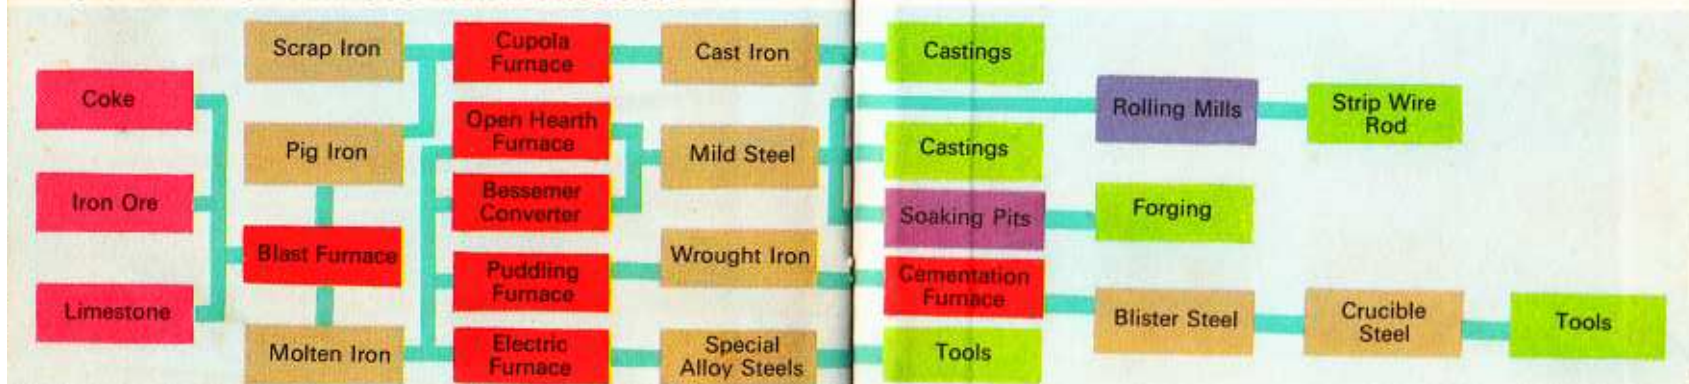 Coke
Iron Ore
Limestone
Scrap Iron
Pig Iron
Blast Furnace
Molten Iron
Cupola
Furnace
Open Hearth
Furnace
Bessemer
Converter
Puddling
Furnace
Electric
Furnace
Cast Iron
Mild Steel
Wrought Iron
Special
Alloy Steels
Castings
Castings
Soaking Pits
Cementation
Furnace
Tools
Rolling Mills
Forging
Blister Steel
Strip Wire
Rod
Crucible
Steel
Tools